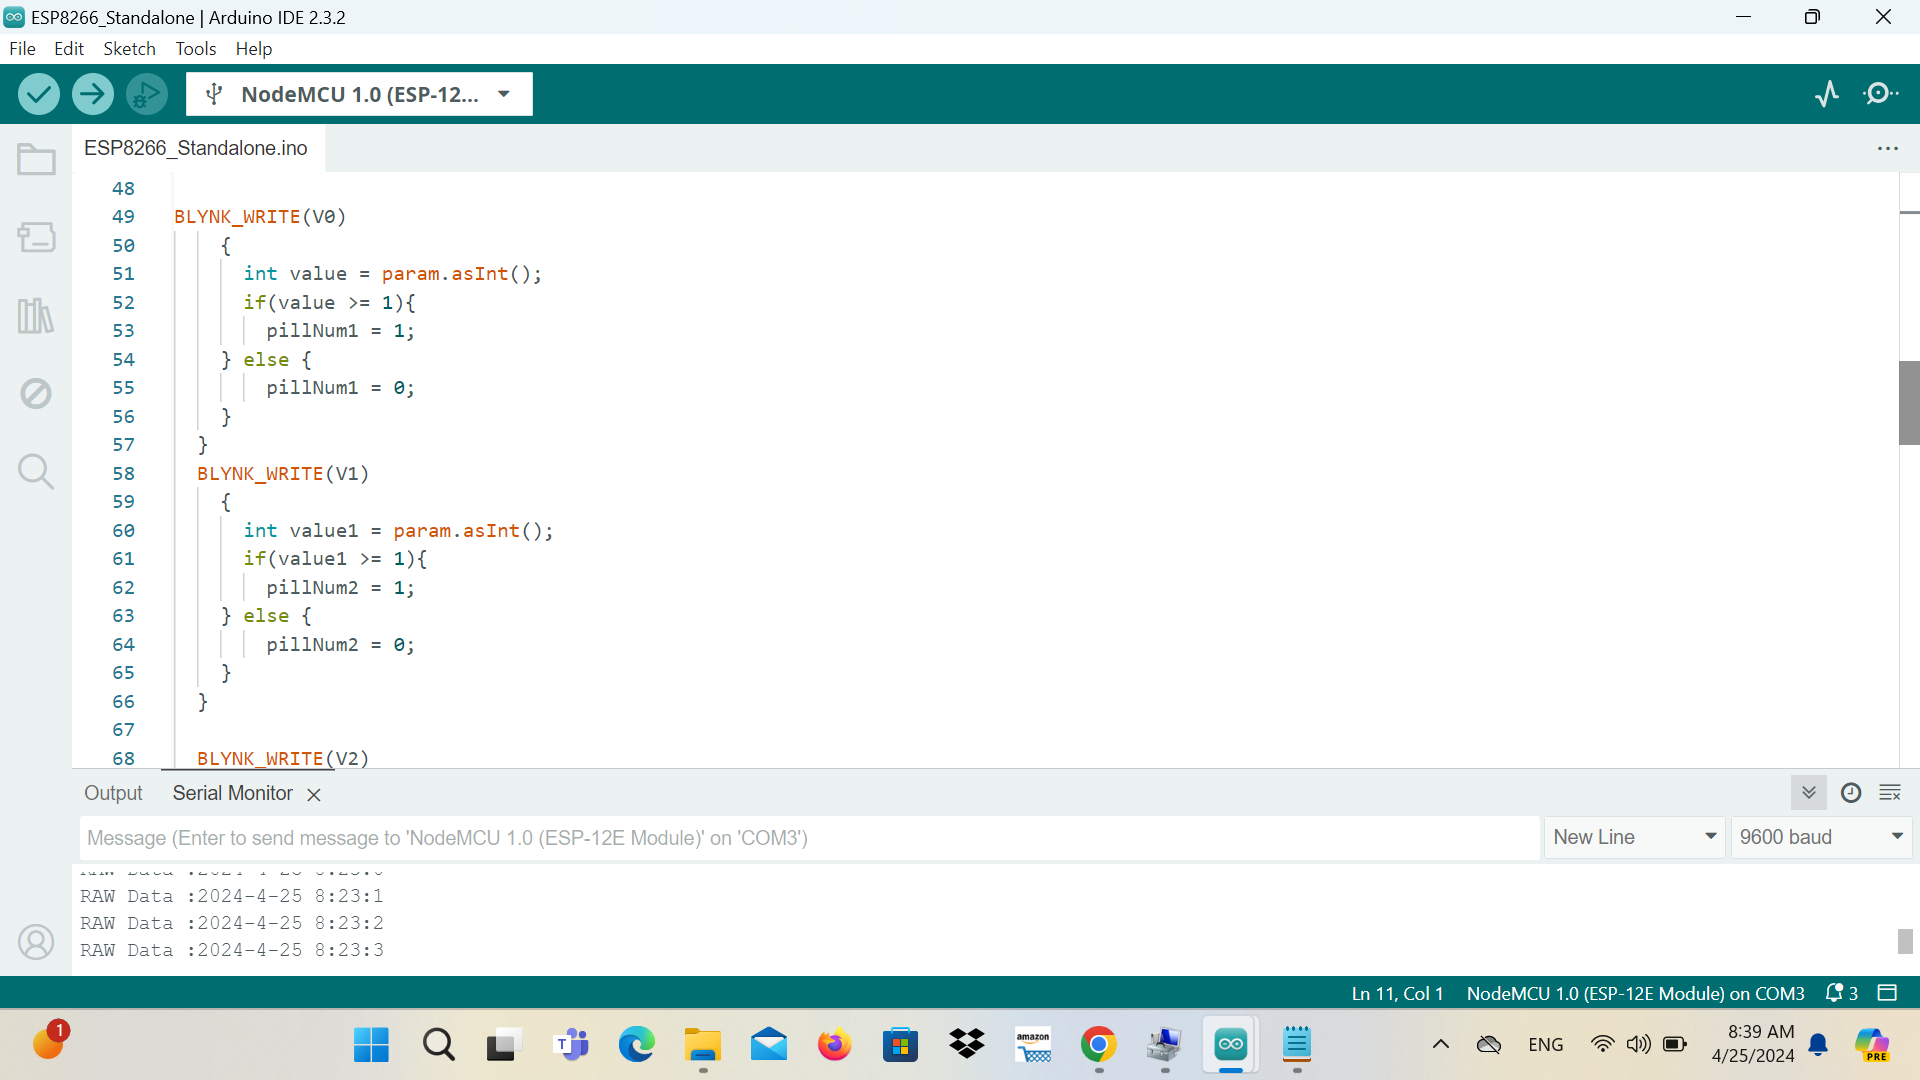 ESP8266_Standalone | Arduino IDE 2.3.2
File Edit Sketch Tools Help
NodeMCU 1.0 (ESP-12...
ESP8266_Standalone.ino
48
49 BLYNK_WRITE(V0)
50 {
51 int value = param.asInt();
52 if(value >= 1){
53 pillNum1 = 1;
54 } else {
55 pillNum1 = 0;
56 }
57 }
58 BLYNK_WRITE(V1)
59 {
60 int value1 = param.asInt();
61 if(value1 >= 1){
62 pillNum2 = 1;
63 } else {
64 pillNum2 = 0;
65 }
66 }
67
68 BLYNK_WRITE(V2)
Output Serial Monitor
Message (Enter to send message to 'NodeMCU 1.0 (ESP-12E Module)' on 'COM3')
New Line 9600 baud
RAW Data :2024-4-25 8:23:1
RAW Data :2024-4-25 8:23:2
RAW Data :2024-4-25 8:23:3
Ln 11, Col 1 NodeMCU 1.0 (ESP-12E Module) on COM3 3
1
T
amazon
ENG
8:39 AM
4/25/2024
PRE